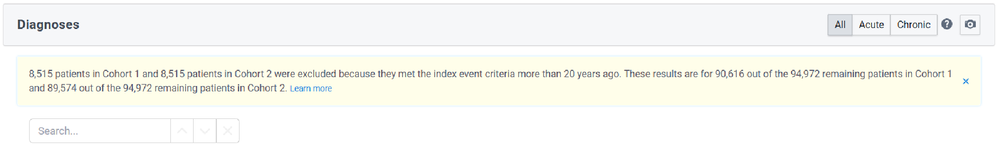 Diagnoses
All Acute Chronic
8,515 patients in Cohort 1 and 8,515 patients in Cohort 2 were excluded because they met the index event criteria more than 20 years ago. These results are for 90,616 out of the 94,972 remaining patients in Cohort 1
and 89,574 out of the 94,972 remaining patients in Cohort 2. Learn more
Search...